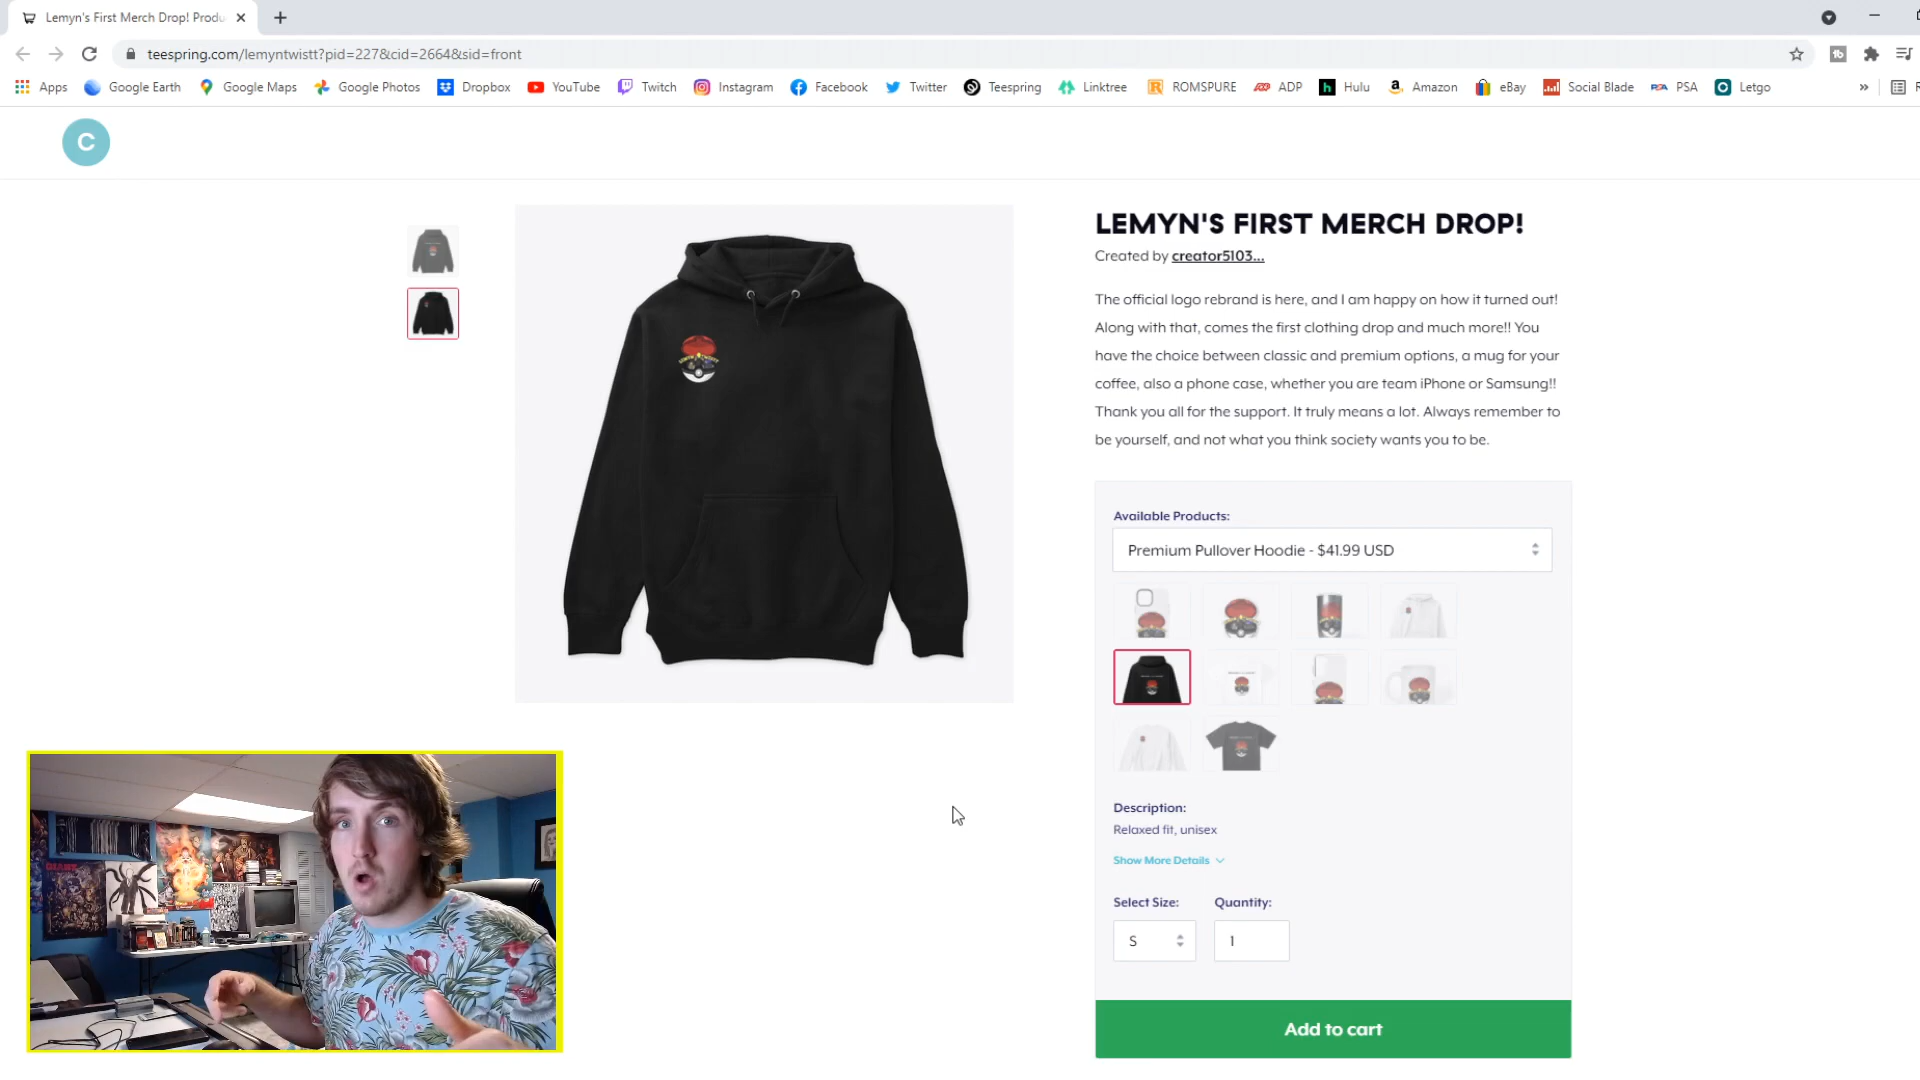 Lemyn's First Merch Drop! Produ
teespring.com/lemyntwistt?pid=227&cid=2664&sid=front
Apps Google Earth Google Maps Google Photos Dropbox YouTube Twitch Instagram Facebook Twitter Teespring Linktree ROMSPURE ADP Hulu Amazon eBay Social Blade PSA Letgo »
C
LEMYN'S FIRST MERCH DROP!
Created by creator5103...
The official logo rebrand is here, and I am happy on how it turned out!
Along with that, comes the first clothing drop and much more!! You
have the choice between classic and premium options, a mug for your
coffee, also a phone case, whether you are team iPhone or Samsung!!
Thank you all for the support. It truly means a lot. Always remember to
be yourself, and not what you think society wants you to be.
Available Products:
Premium Pullover Hoodie - $41.99 USD
Description:
Relaxed fit, unisex
Show More Details
Select Size: Quantity:
S 1
Add to cart